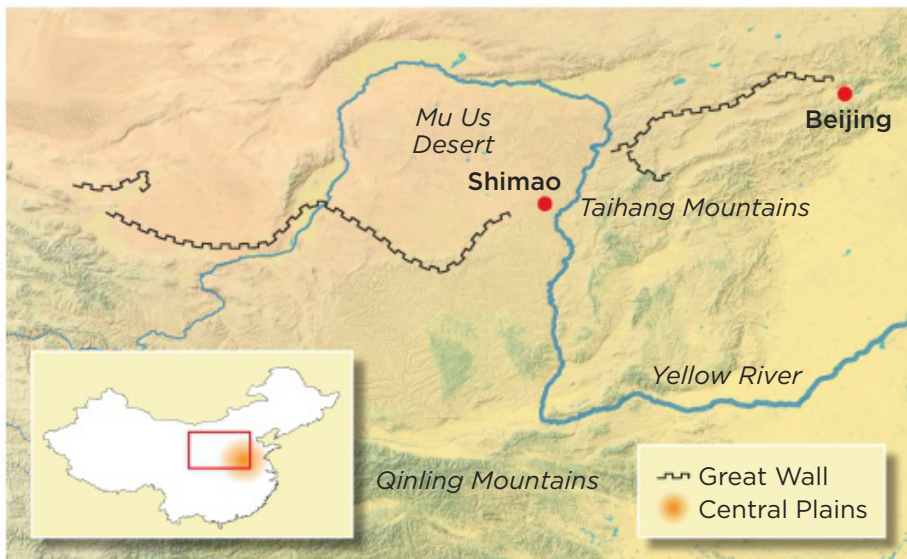 Mu Us
Desert
Beijing
Shimao
Taihang Mountains
Yellow River
Qinling Mountains
Great Wall
Central Plains